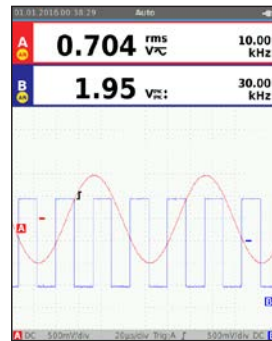 01.01.2016 00:38:29 Auto
A 0.704 rms V 10.00 kHz
B 1.95 V 30.00 kHz
A
B
A DC 500mV/div 20µs/div Trig:A 500mV/div DC B